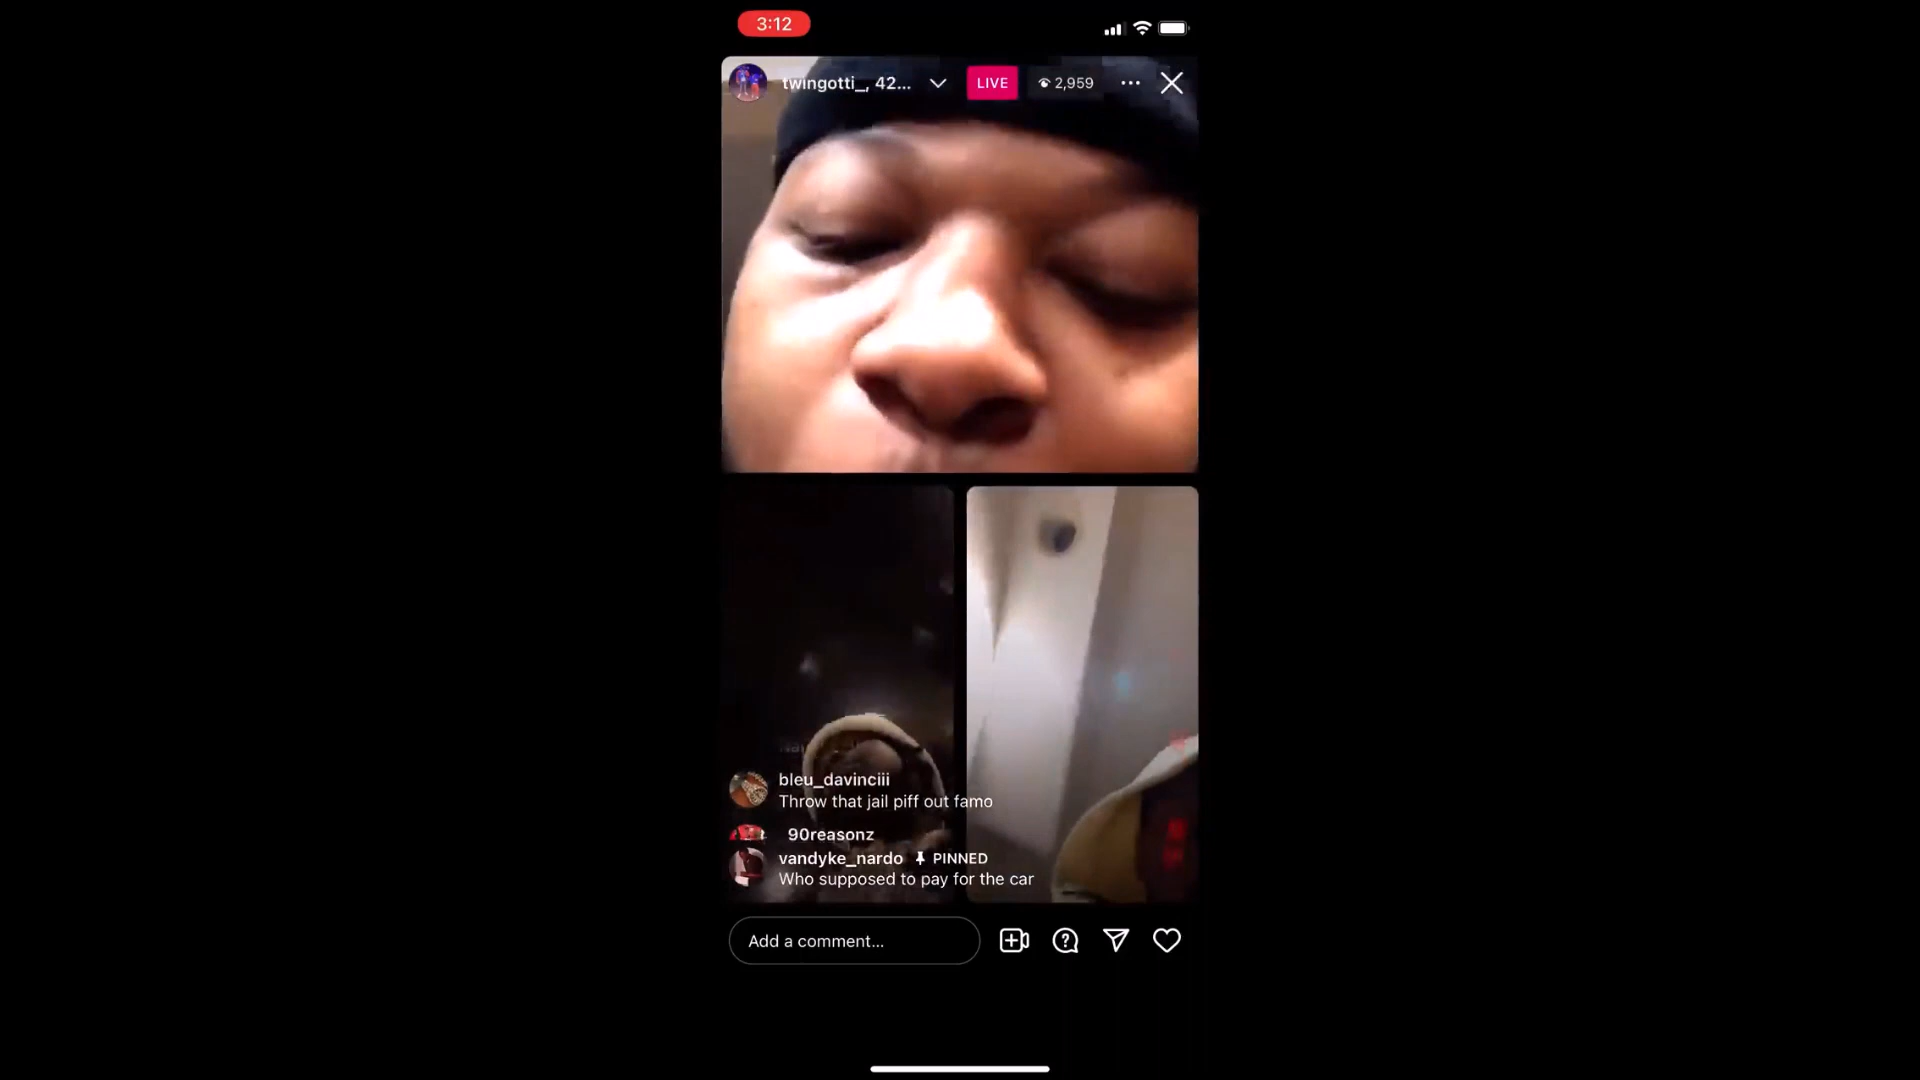 3:12
twingotti_, 42...
LIVE
2,959
bleu_davinciii
Throw that jail piff out famo
90reasonz
vandyke_nardo PINNED
Who supposed to pay for the car
Add a comment...